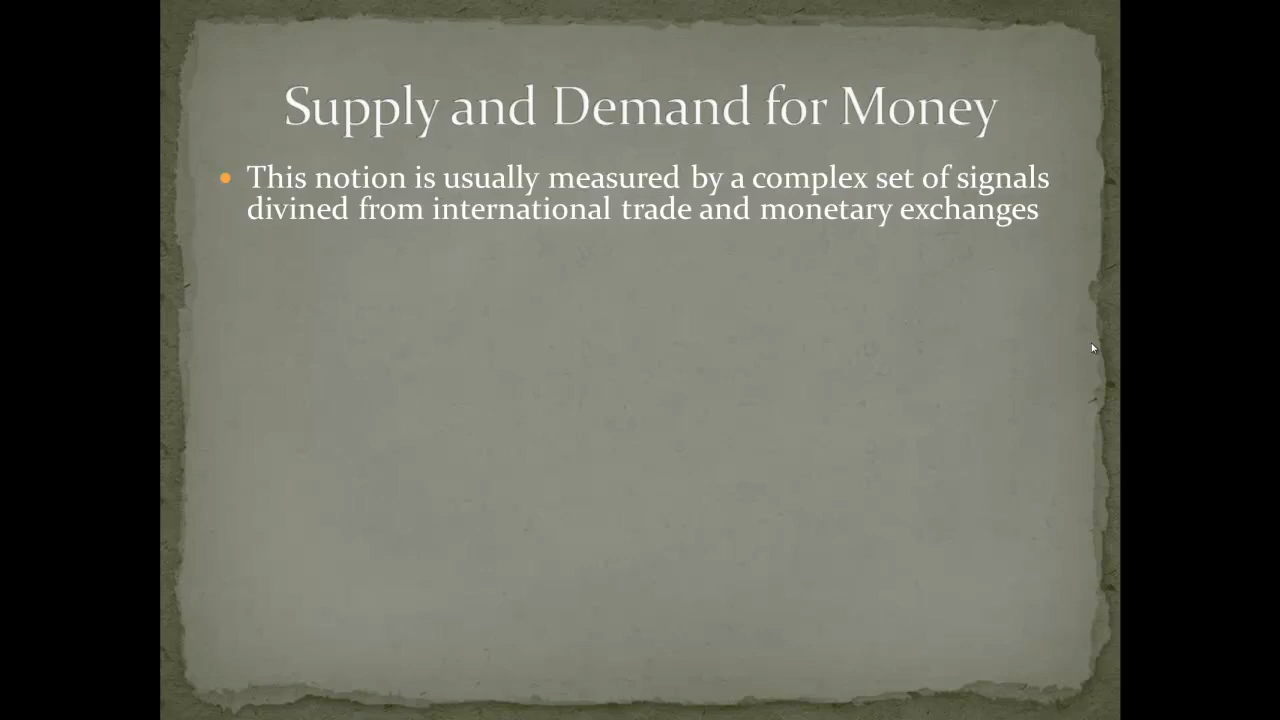 Supply and Demand for Money
This notion is usually measured by a complex set of signals
divined from international trade and monetary exchanges